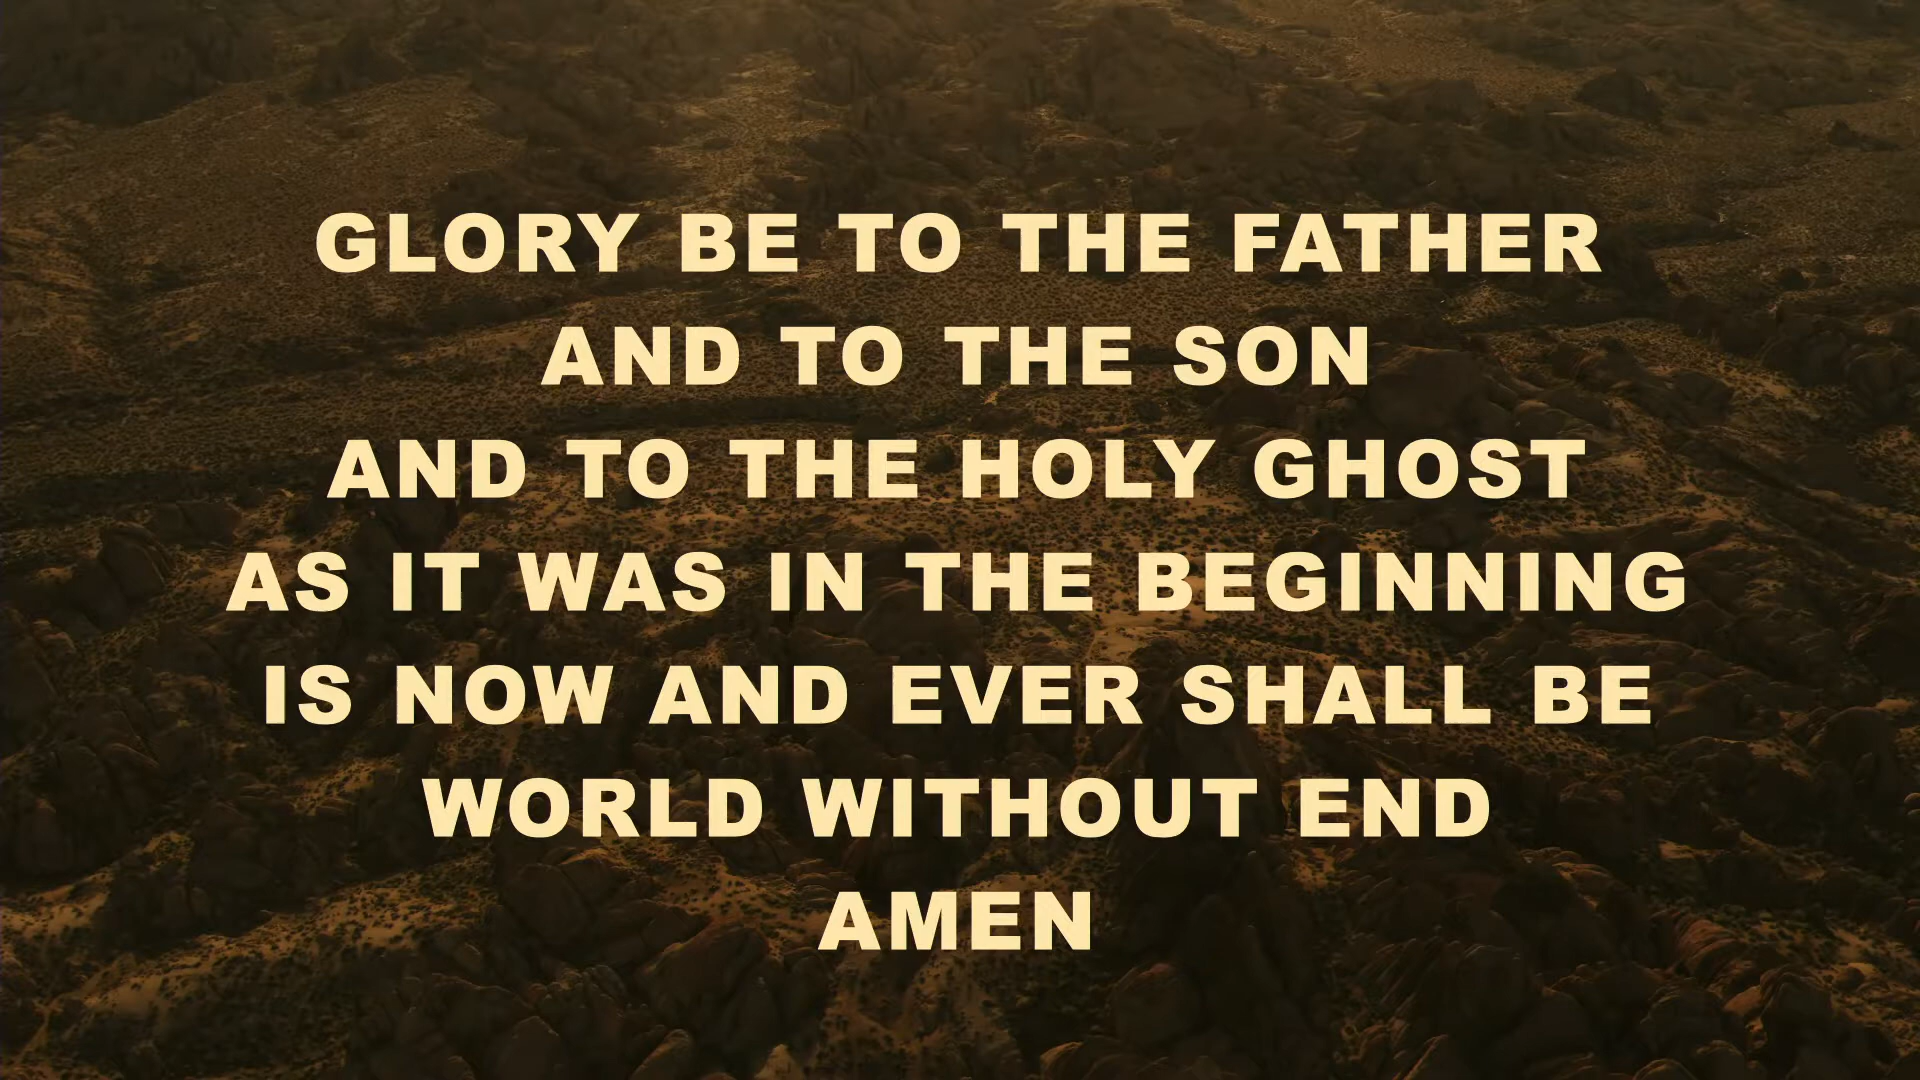 GLORY BE TO THE FATHER
AND TO THE SON
AND TO THE HOLY GHOST
AS IT WAS IN THE BEGINNING
IS NOW AND EVER SHALL BE
WORLD WITHOUT END
AMEN